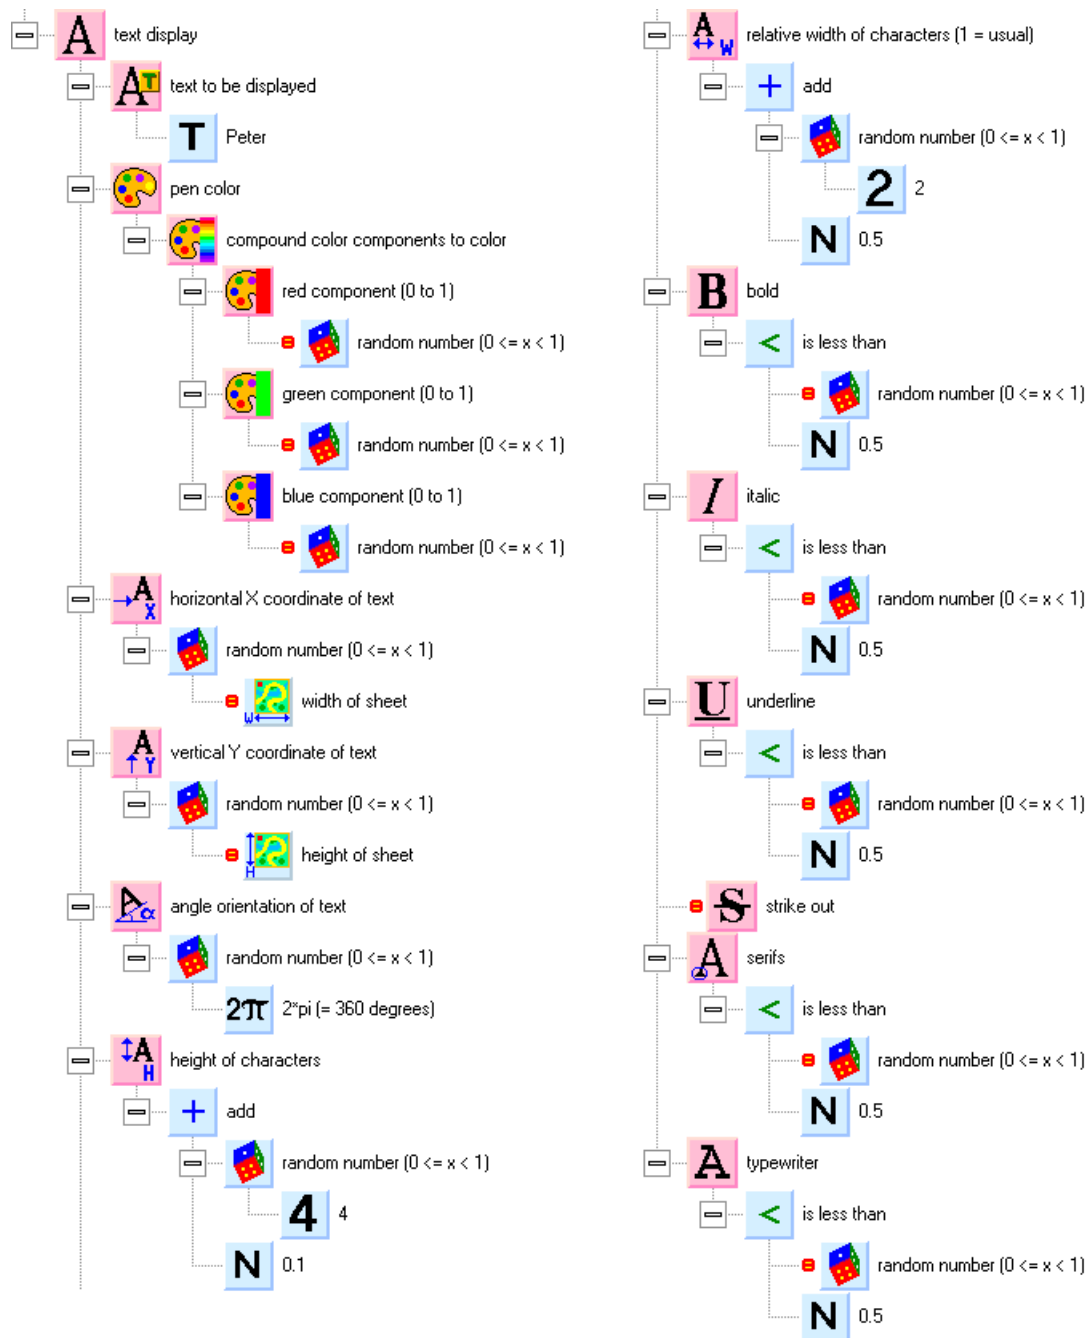 A text display
A T text to be displayed
T Peter
pen color
compound color components to color
red component (0 to 1)
random number (0 <= x < 1)
green component (0 to 1)
random number (0 <= x < 1)
blue component (0 to 1)
random number (0 <= x < 1)
A X horizontal X coordinate of text
random number (0 <= x < 1)
W width of sheet
A Y vertical Y coordinate of text
random number (0 <= x < 1)
H height of sheet
A α angle orientation of text
random number (0 <= x < 1)
2π 2*pi (= 360 degrees)
A H height of characters
+ add
random number (0 <= x < 1)
4 4
N 0.1
A W relative width of characters (1 = usual)
+ add
random number (0 <= x < 1)
2 2
N 0.5
B bold
< is less than
random number (0 <= x < 1)
N 0.5
I italic
< is less than
random number (0 <= x < 1)
N 0.5
U underline
< is less than
random number (0 <= x < 1)
N 0.5
S strike out
A serifs
< is less than
random number (0 <= x < 1)
N 0.5
A typewriter
< is less than
random number (0 <= x < 1)
N 0.5